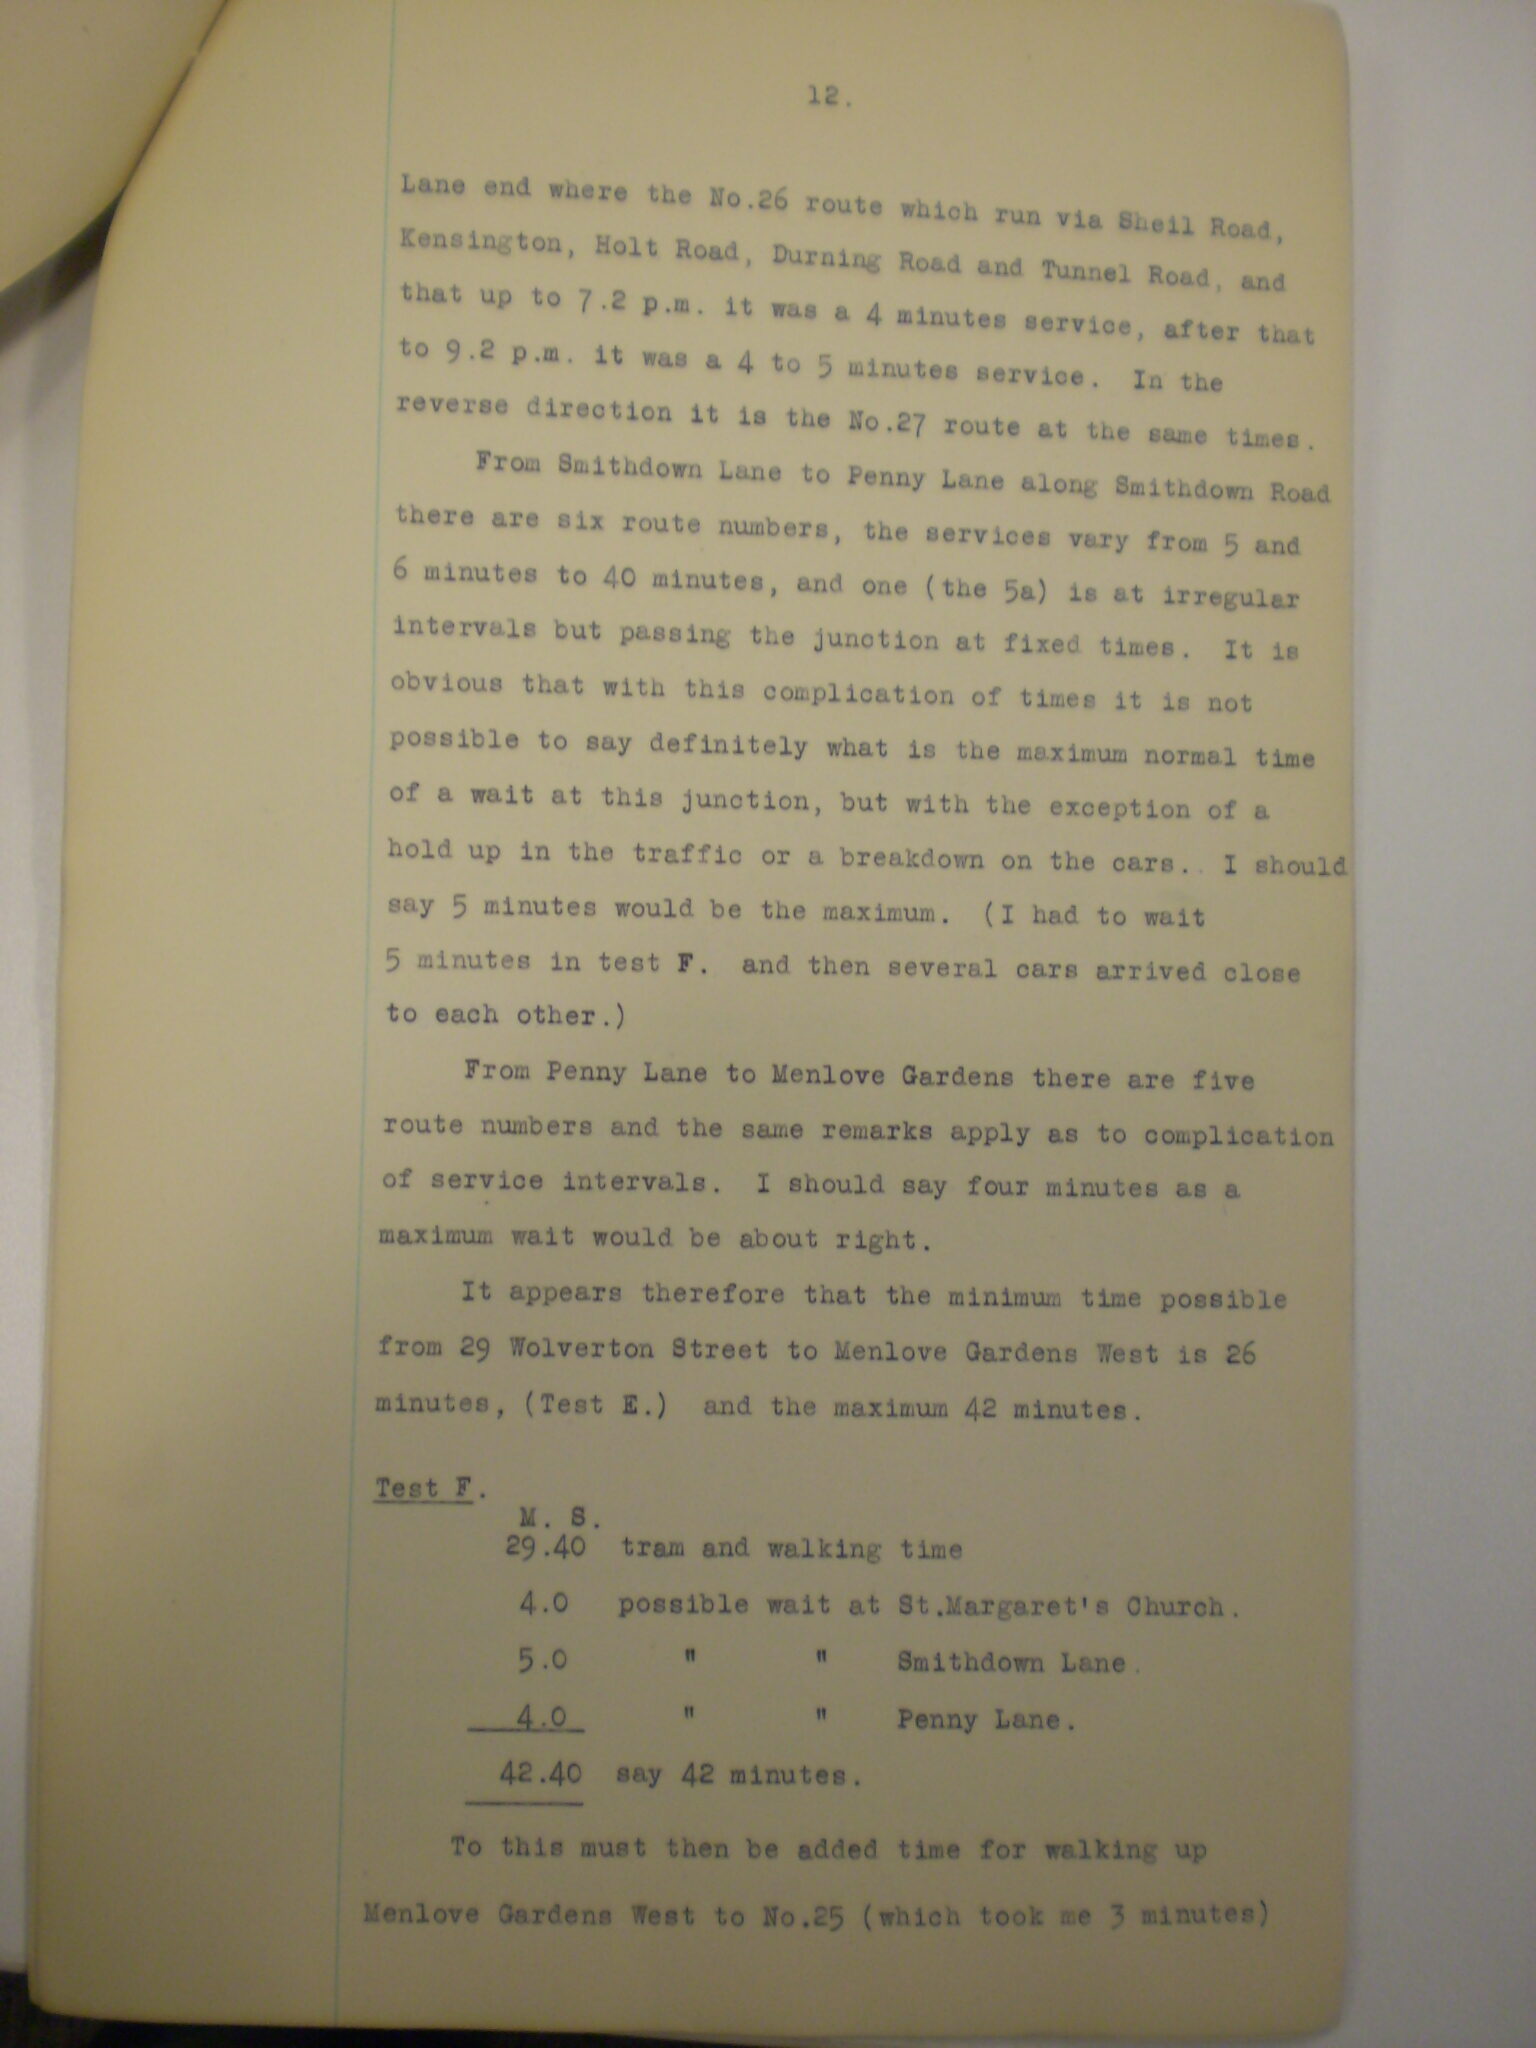 12.
Lane end where the No.26 route which run via Sheil Road,
Kensington, Holt Road, Durning Road and Tunnel Road, and
that up to 7.2 p.m. it was a 4 minutes service, after that
to 9.2 p.m. it was a 4 to 5 minutes service. In the
reverse direction it is the No.27 route at the same times.
From Smithdown Lane to Penny Lane along Smithdown Road
there are six route numbers, the services vary from 5 and
6 minutes to 40 minutes, and one (the 5a) is at irregular
intervals but passing the junction at fixed times. It is
obvious that with this complication of times it is not
possible to say definitely what is the maximum normal time
of a wait at this junction, but with the exception of a
hold up in the traffic or a breakdown on the cars. I should
say 5 minutes would be the maximum. (I had to wait
5 minutes in test F. and then several cars arrived close
to each other.)
From Penny Lane to Menlove Gardens there are five
route numbers and the same remarks apply as to complication
of service intervals. I should say four minutes as a
maximum wait would be about right.
It appears therefore that the minimum time possible
from 29 Wolverton Street to Menlove Gardens West is 26
minutes, (Test E.) and the maximum 42 minutes.
Test F.
M. S.
29.40 tram and walking time
4.0 possible wait at St.Margaret's Church.
5.0 " " Smithdown Lane.
4.0 " " Penny Lane.
42.40 say 42 minutes.
To this must then be added time for walking up
Menlove Gardens West to No.25 (which took me 3 minutes)